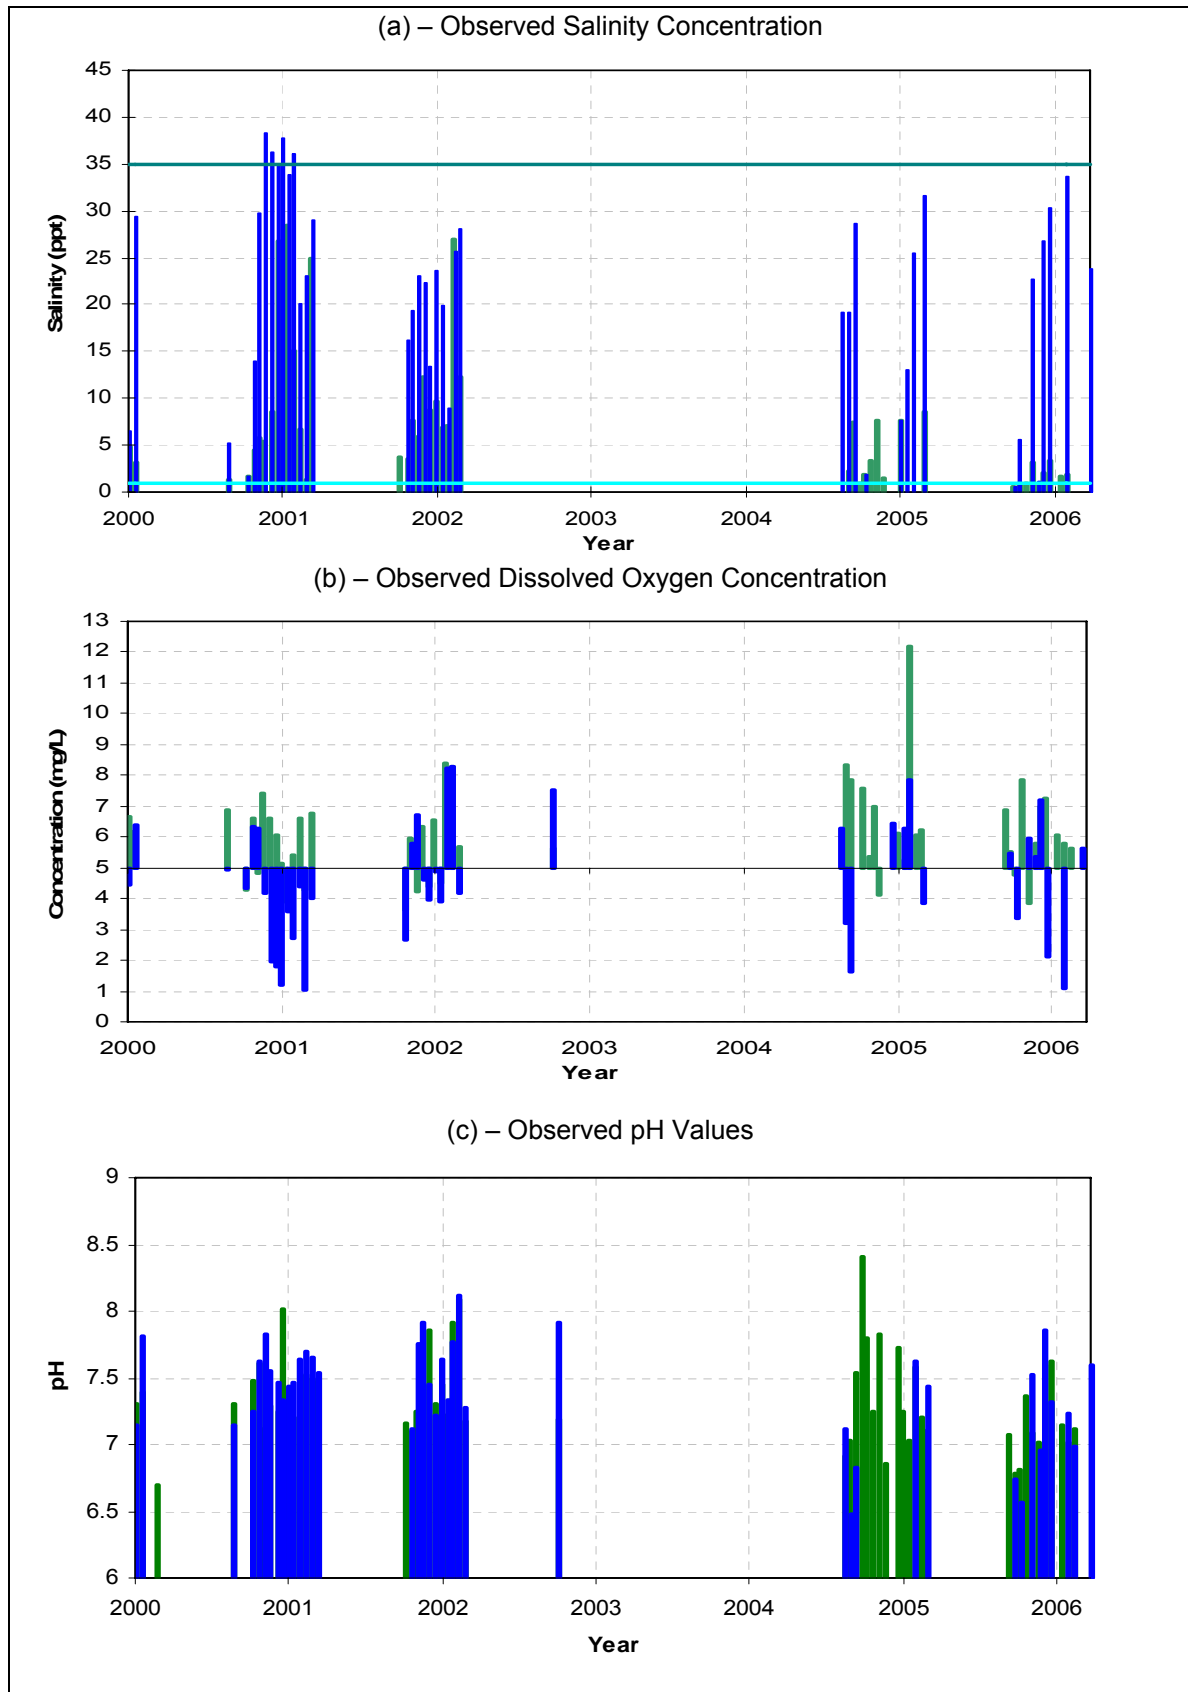 (a) – Observed Salinity Concentration
45
40
35
30
25
20
15
10
5
0
Salinity (ppt)
2000 2001 2002 2003 2004 2005 2006
Year
(b) – Observed Dissolved Oxygen Concentration
13
12
11
10
9
8
7
6
5
4
3
2
1
0
Concentration (mg/L)
2000 2001 2002 2003 2004 2005 2006
Year
(c) – Observed pH Values
9
8.5
8
7.5
7
6.5
6
pH
2000 2001 2002 2003 2004 2005 2006
Year